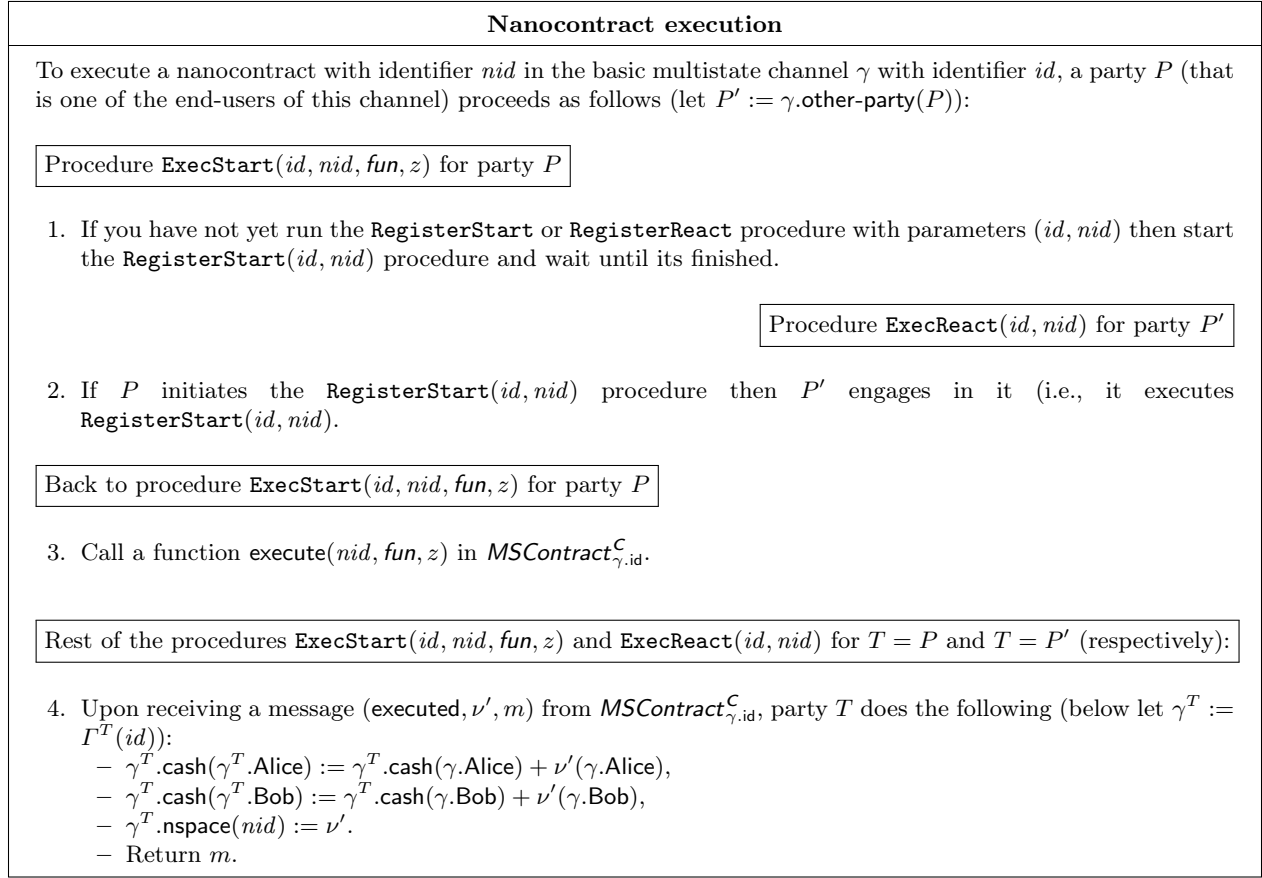 Nanocontract execution
To execute a nanocontract with identifier nid in the basic multistate channel γ with identifier id, a party P (that
is one of the end-users of this channel) proceeds as follows (let P′ := γ.other-party(P)):
Procedure ExecStart(id, nid, fun, z) for party P
1. If you have not yet run the RegisterStart or RegisterReact procedure with parameters (id, nid) then start
the RegisterStart(id, nid) procedure and wait until its finished.
Procedure ExecReact(id, nid) for party P′
2. If P initiates the RegisterStart(id, nid) procedure then P′ engages in it (i.e., it executes
RegisterStart(id, nid).
Back to procedure ExecStart(id, nid, fun, z) for party P
3. Call a function execute(nid, fun, z) in MSContract^C_γ.id.
Rest of the procedures ExecStart(id, nid, fun, z) and ExecReact(id, nid) for T = P and T = P′ (respectively):
4. Upon receiving a message (executed, ν′, m) from MSContract^C_γ.id, party T does the following (below let γ^T :=
Γ^T(id)):
– γ^T.cash(γ^T.Alice) := γ^T.cash(γ.Alice) + ν′(γ.Alice),
– γ^T.cash(γ^T.Bob) := γ^T.cash(γ.Bob) + ν′(γ.Bob),
– γ^T.nspace(nid) := ν′.
– Return m.